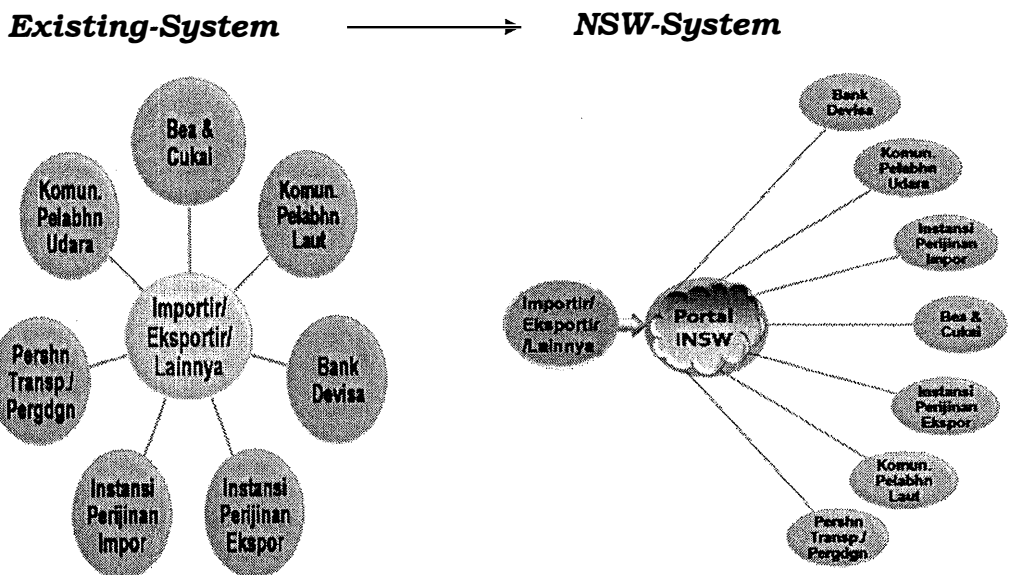 Existing-System
NSW-System
Bea &
Cukai
Komun.
Pelabhn
Udara
Komun.
Pelabhn
Laut
Importir/
Eksportir/
Lainnya
Pershn
Transp./
Pergdgn
Bank
Devisa
Instansi
Perijinan
Impor
Instansi
Perijinan
Ekspor
Bank
Devisa
Komun.
Pelabhn
Udara
Instansi
Perijinan
Impor
Importir/
Eksportir
/Lainnya
Portal
INSW
Bea &
Cukai
Instansi
Perijinan
Ekspor
Komun.
Pelabhn
Laut
Pershn
Transp./
Pergdgn